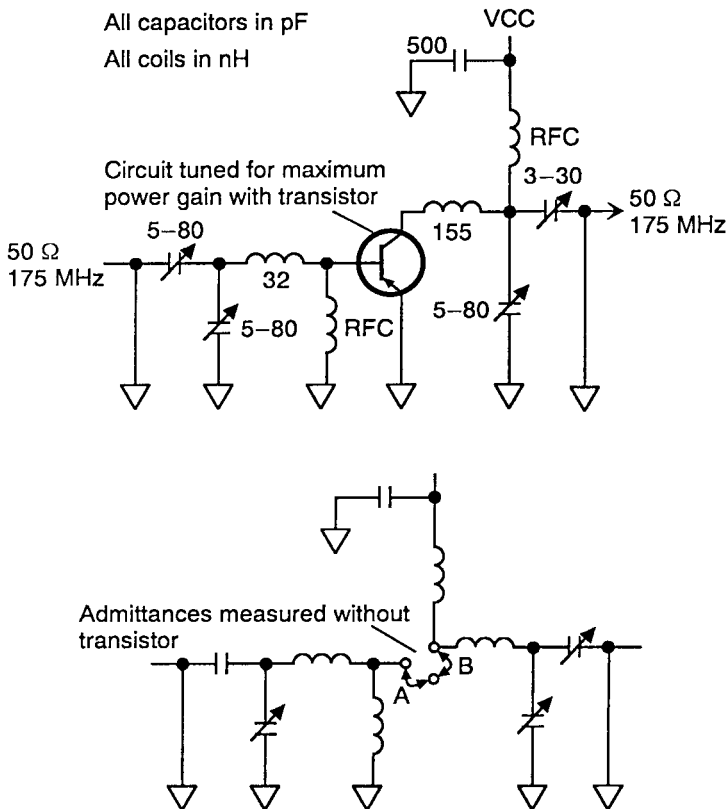 All capacitors in pF
All coils in nH
VCC
500
RFC
Circuit tuned for maximum
power gain with transistor
3–30
50 Ω
175 MHz
155
5–80
50 Ω
175 MHz
32
5–80
RFC
5–80
Admittances measured without
transistor
A
B